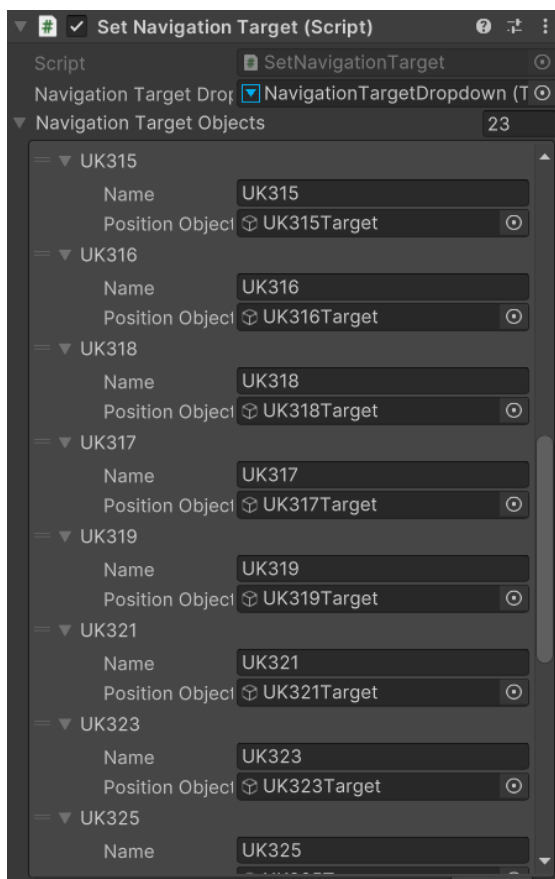 Set Navigation Target (Script)
Script SetNavigationTarget
Navigation Target Drop NavigationTargetDropdown (T
Navigation Target Objects 23
UK315
Name UK315
Position Object UK315Target
UK316
Name UK316
Position Object UK316Target
UK318
Name UK318
Position Object UK318Target
UK317
Name UK317
Position Object UK317Target
UK319
Name UK319
Position Object UK319Target
UK321
Name UK321
Position Object UK321Target
UK323
Name UK323
Position Object UK323Target
UK325
Name UK325